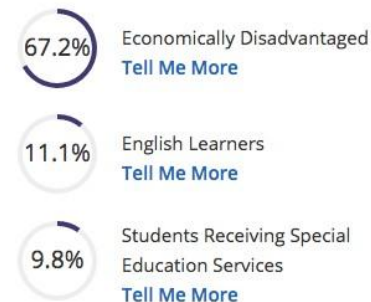 67.2%
Economically Disadvantaged
Tell Me More
11.1%
English Learners
Tell Me More
9.8%
Students Receiving Special
Education Services
Tell Me More